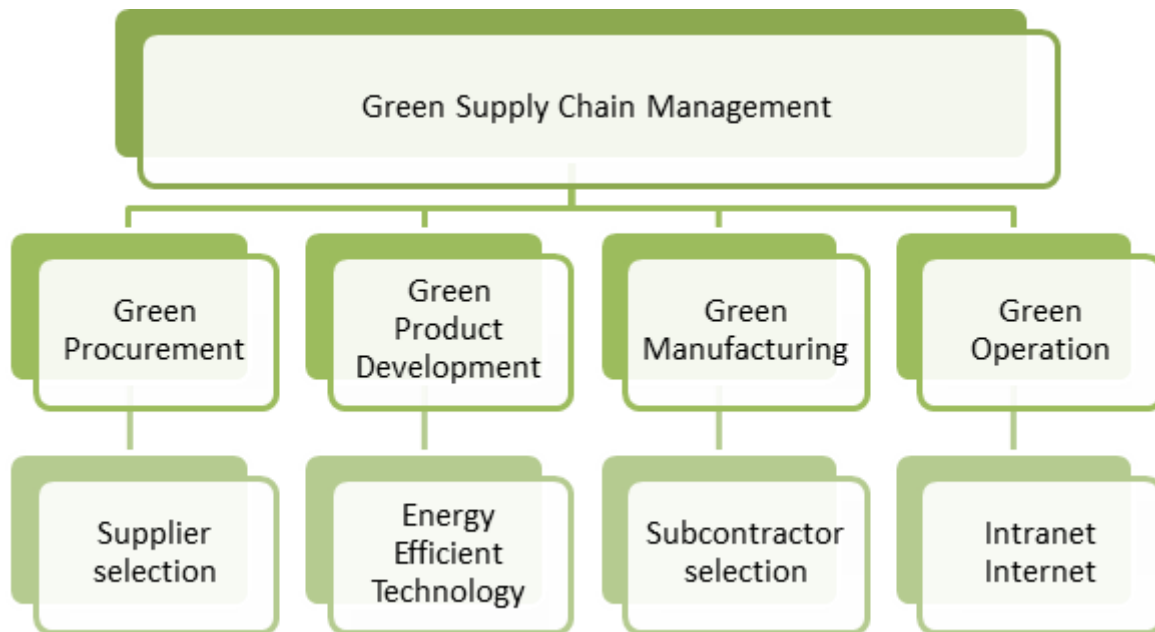 Green Supply Chain Management
Green
Procurement
Green
Product
Development
Green
Manufacturing
Green
Operation
Supplier
selection
Energy
Efficient
Technology
Subcontractor
selection
Intranet
Internet